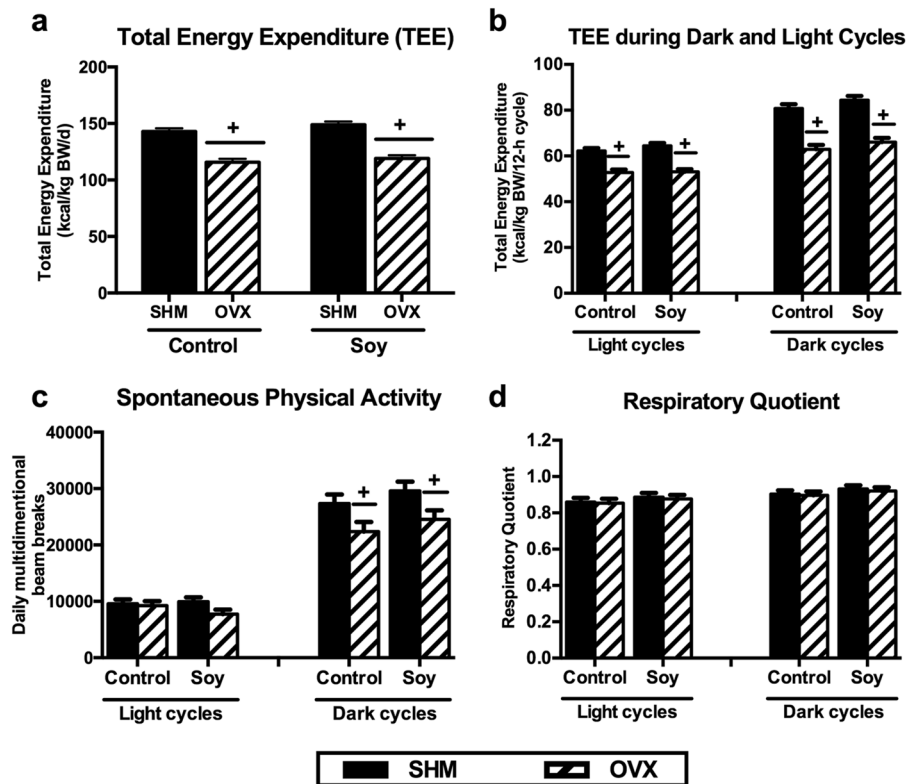 a
Total Energy Expenditure (TEE)
Total Energy Expenditure
(kcal/kg BW/d)
200
150
100
50
0
+
+
SHM OVX SHM OVX
Control Soy
b
TEE during Dark and Light Cycles
Total Energy Expenditure
(kcal/kg BW/12-h cycle)
100
80
60
40
20
0
+
+
+
+
Control Soy Control Soy
Light cycles Dark cycles
c
Spontaneous Physical Activity
Daily multidimentional
beam breaks
40000
30000
20000
10000
0
+
+
Control Soy Control Soy
Light cycles Dark cycles
d
Respiratory Quotient
Respiratory Quotient
1.2
1.0
0.8
0.6
0.4
0.2
0.0
Control Soy Control Soy
Light cycles Dark cycles
SHM OVX